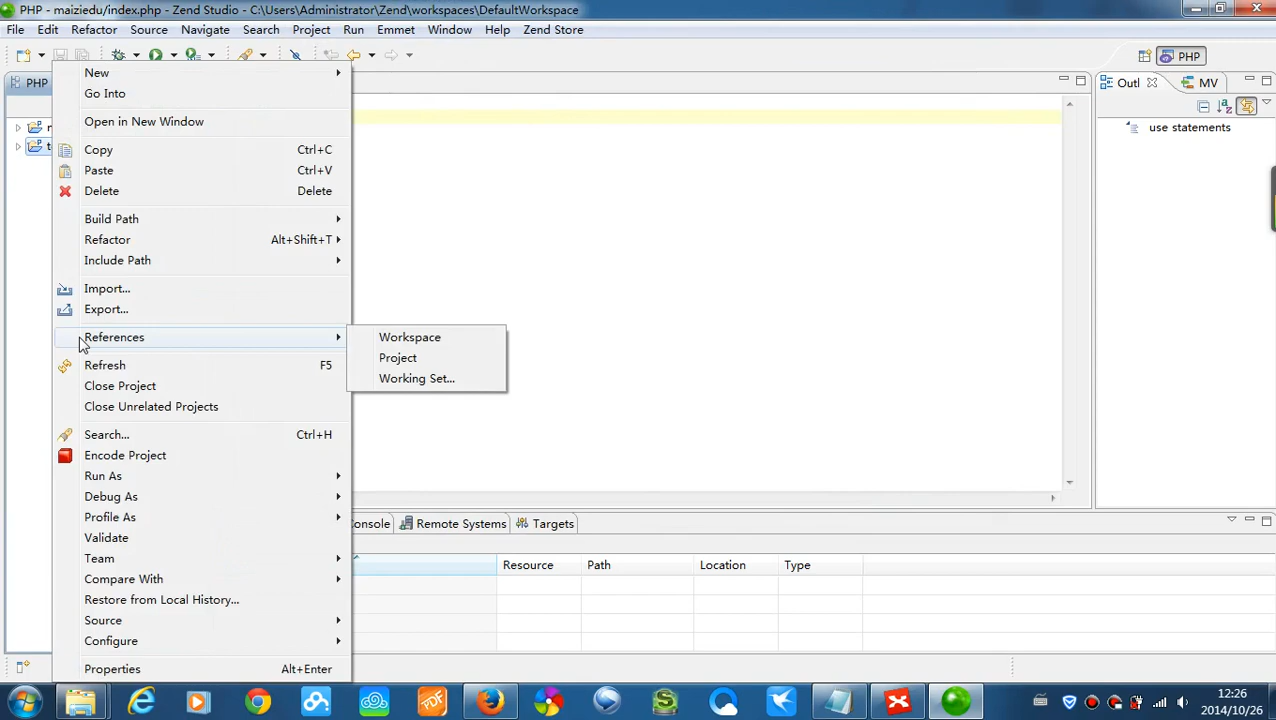 PHP - maiziedu/index.php - Zend Studio - C:\Users\Administrator\Zend\workspaces\DefaultWorkspace
File Edit Refactor Source Navigate Search Project Run Emmet Window Help Zend Store
PHP
PHP
Outl
MV
use statements
New
Go Into
Open in New Window
Copy Ctrl+C
Paste Ctrl+V
Delete Delete
Build Path
Refactor Alt+Shift+T
Include Path
Import...
Export...
References
Workspace
Project
Working Set...
Refresh F5
Close Project
Close Unrelated Projects
Search... Ctrl+H
Encode Project
Run As
Debug As
Profile As
Validate
Team
Compare With
Restore from Local History...
Source
Configure
Properties Alt+Enter
Console Remote Systems Targets
Resource Path Location Type
12:26
2014/10/26